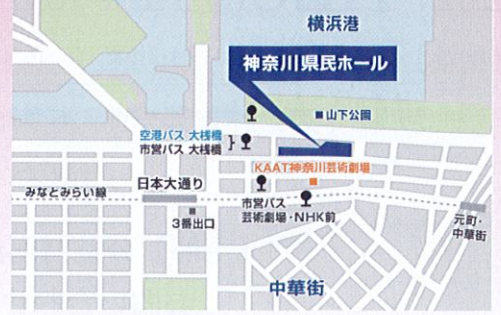 横浜港
神奈川県民ホール
山下公園
空港バス 大桟橋
市営バス 大桟橋
KAAT神奈川芸術劇場
日本大通り
みなとみらい線
市営バス
芸術劇場・NHK前
3番出口
元町・
中華街
中華街